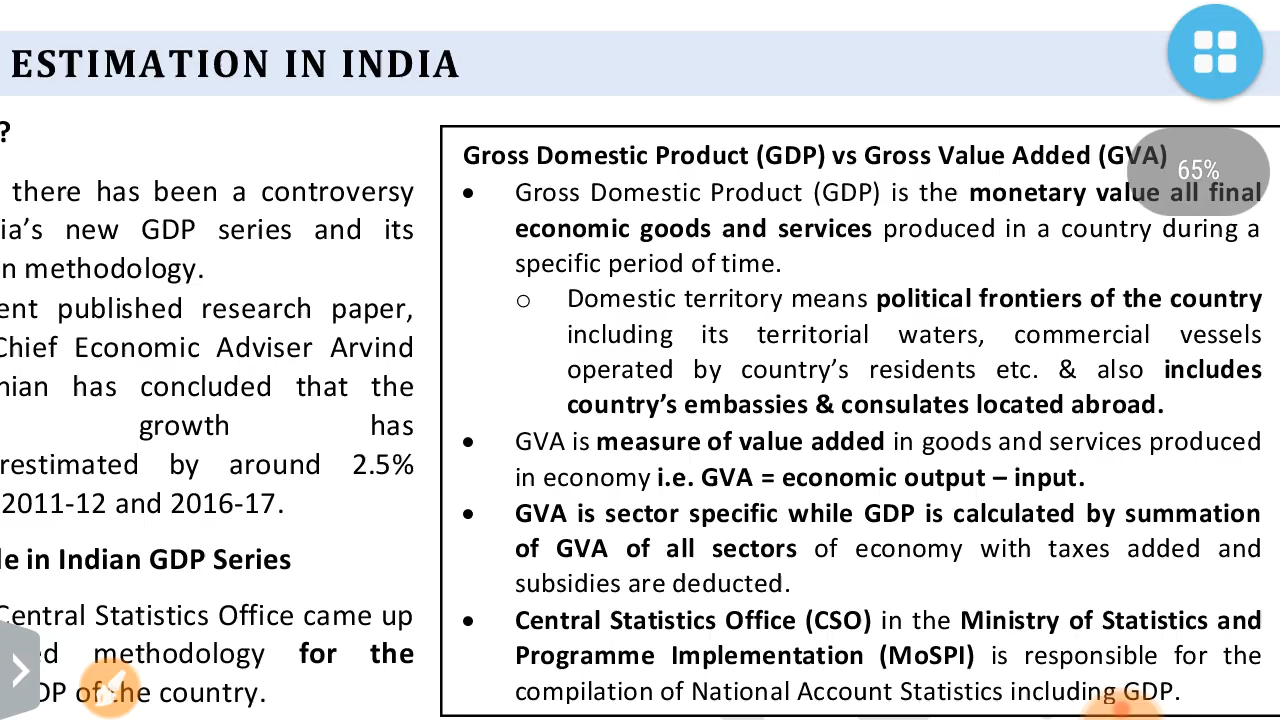 ESTIMATION IN INDIA
?
there has been a controversy
ia's new GDP series and its
n methodology.
ent published research paper,
Chief Economic Adviser Arvind
nian has concluded that the
growth has
restimated by around 2.5%
2011-12 and 2016-17.
le in Indian GDP Series
Central Statistics Office came up
ed methodology for the
DP of the country.
Gross Domestic Product (GDP) vs Gross Value Added (GVA)
65%
• Gross Domestic Product (GDP) is the monetary value all final
economic goods and services produced in a country during a
specific period of time.
o Domestic territory means political frontiers of the country
including its territorial waters, commercial vessels
operated by country's residents etc. & also includes
country's embassies & consulates located abroad.
• GVA is measure of value added in goods and services produced
in economy i.e. GVA = economic output – input.
• GVA is sector specific while GDP is calculated by summation
of GVA of all sectors of economy with taxes added and
subsidies are deducted.
• Central Statistics Office (CSO) in the Ministry of Statistics and
Programme Implementation (MoSPI) is responsible for the
compilation of National Account Statistics including GDP.